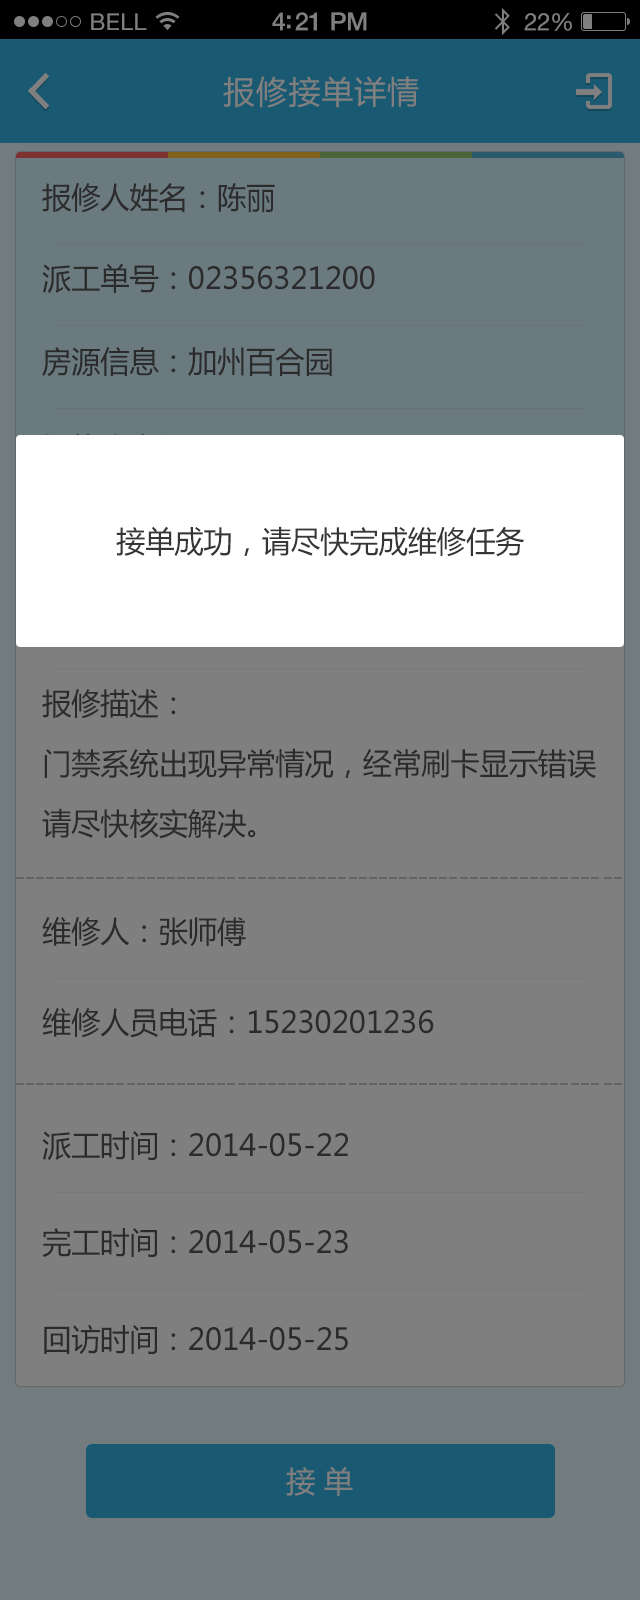 BELL 4:21 PM 22%
报修接单详情
报修人姓名：陈丽
派工单号：02356321200
房源信息：加州百合园
接单成功，请尽快完成维修任务
报修描述：
门禁系统出现异常情况，经常刷卡显示错误
请尽快核实解决。
维修人：张师傅
维修人员电话：15230201236
派工时间：2014-05-22
完工时间：2014-05-23
回访时间：2014-05-25
接 单